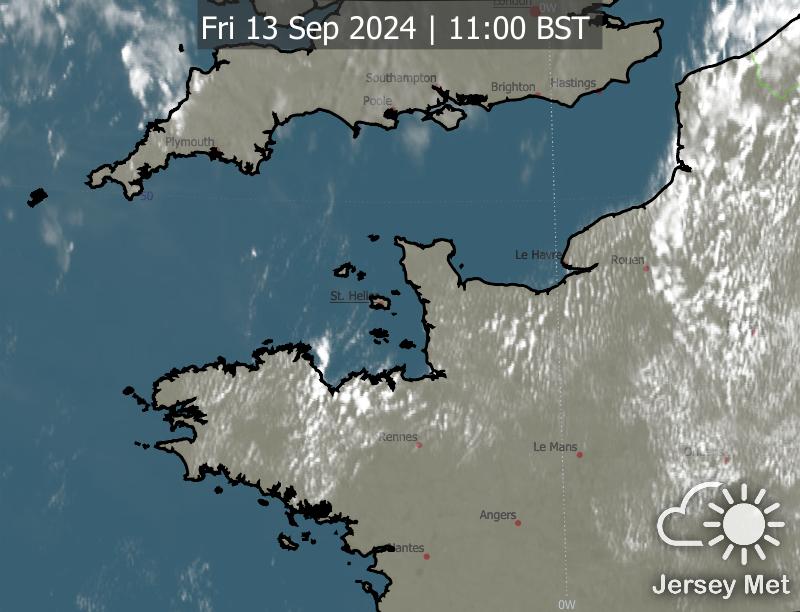 London
0W
Fri 13 Sep 2024 | 11:00 BST
Southampton
Brighton
Hastings
Poole
Plymouth
50
Le Havre
Rouen
St. Helier
Rennes
Le Mans
Angers
Nantes
0W
Jersey Met